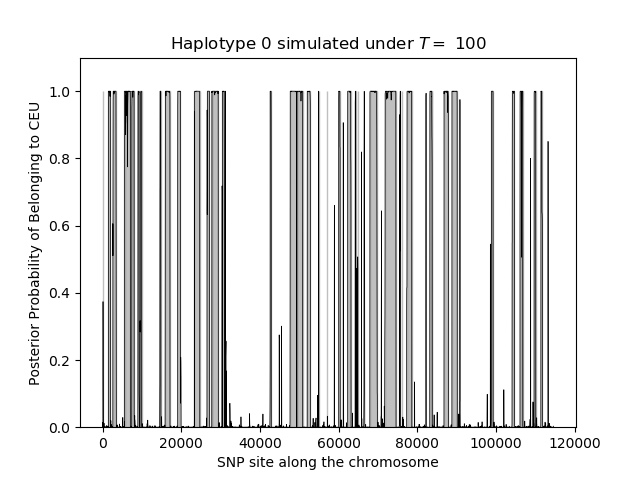 Haplotype 0 simulated under T = 100
Posterior Probability of Belonging to CEU
1.0
0.8
0.6
0.4
0.2
0.0
0 20000 40000 60000 80000 100000 120000
SNP site along the chromosome